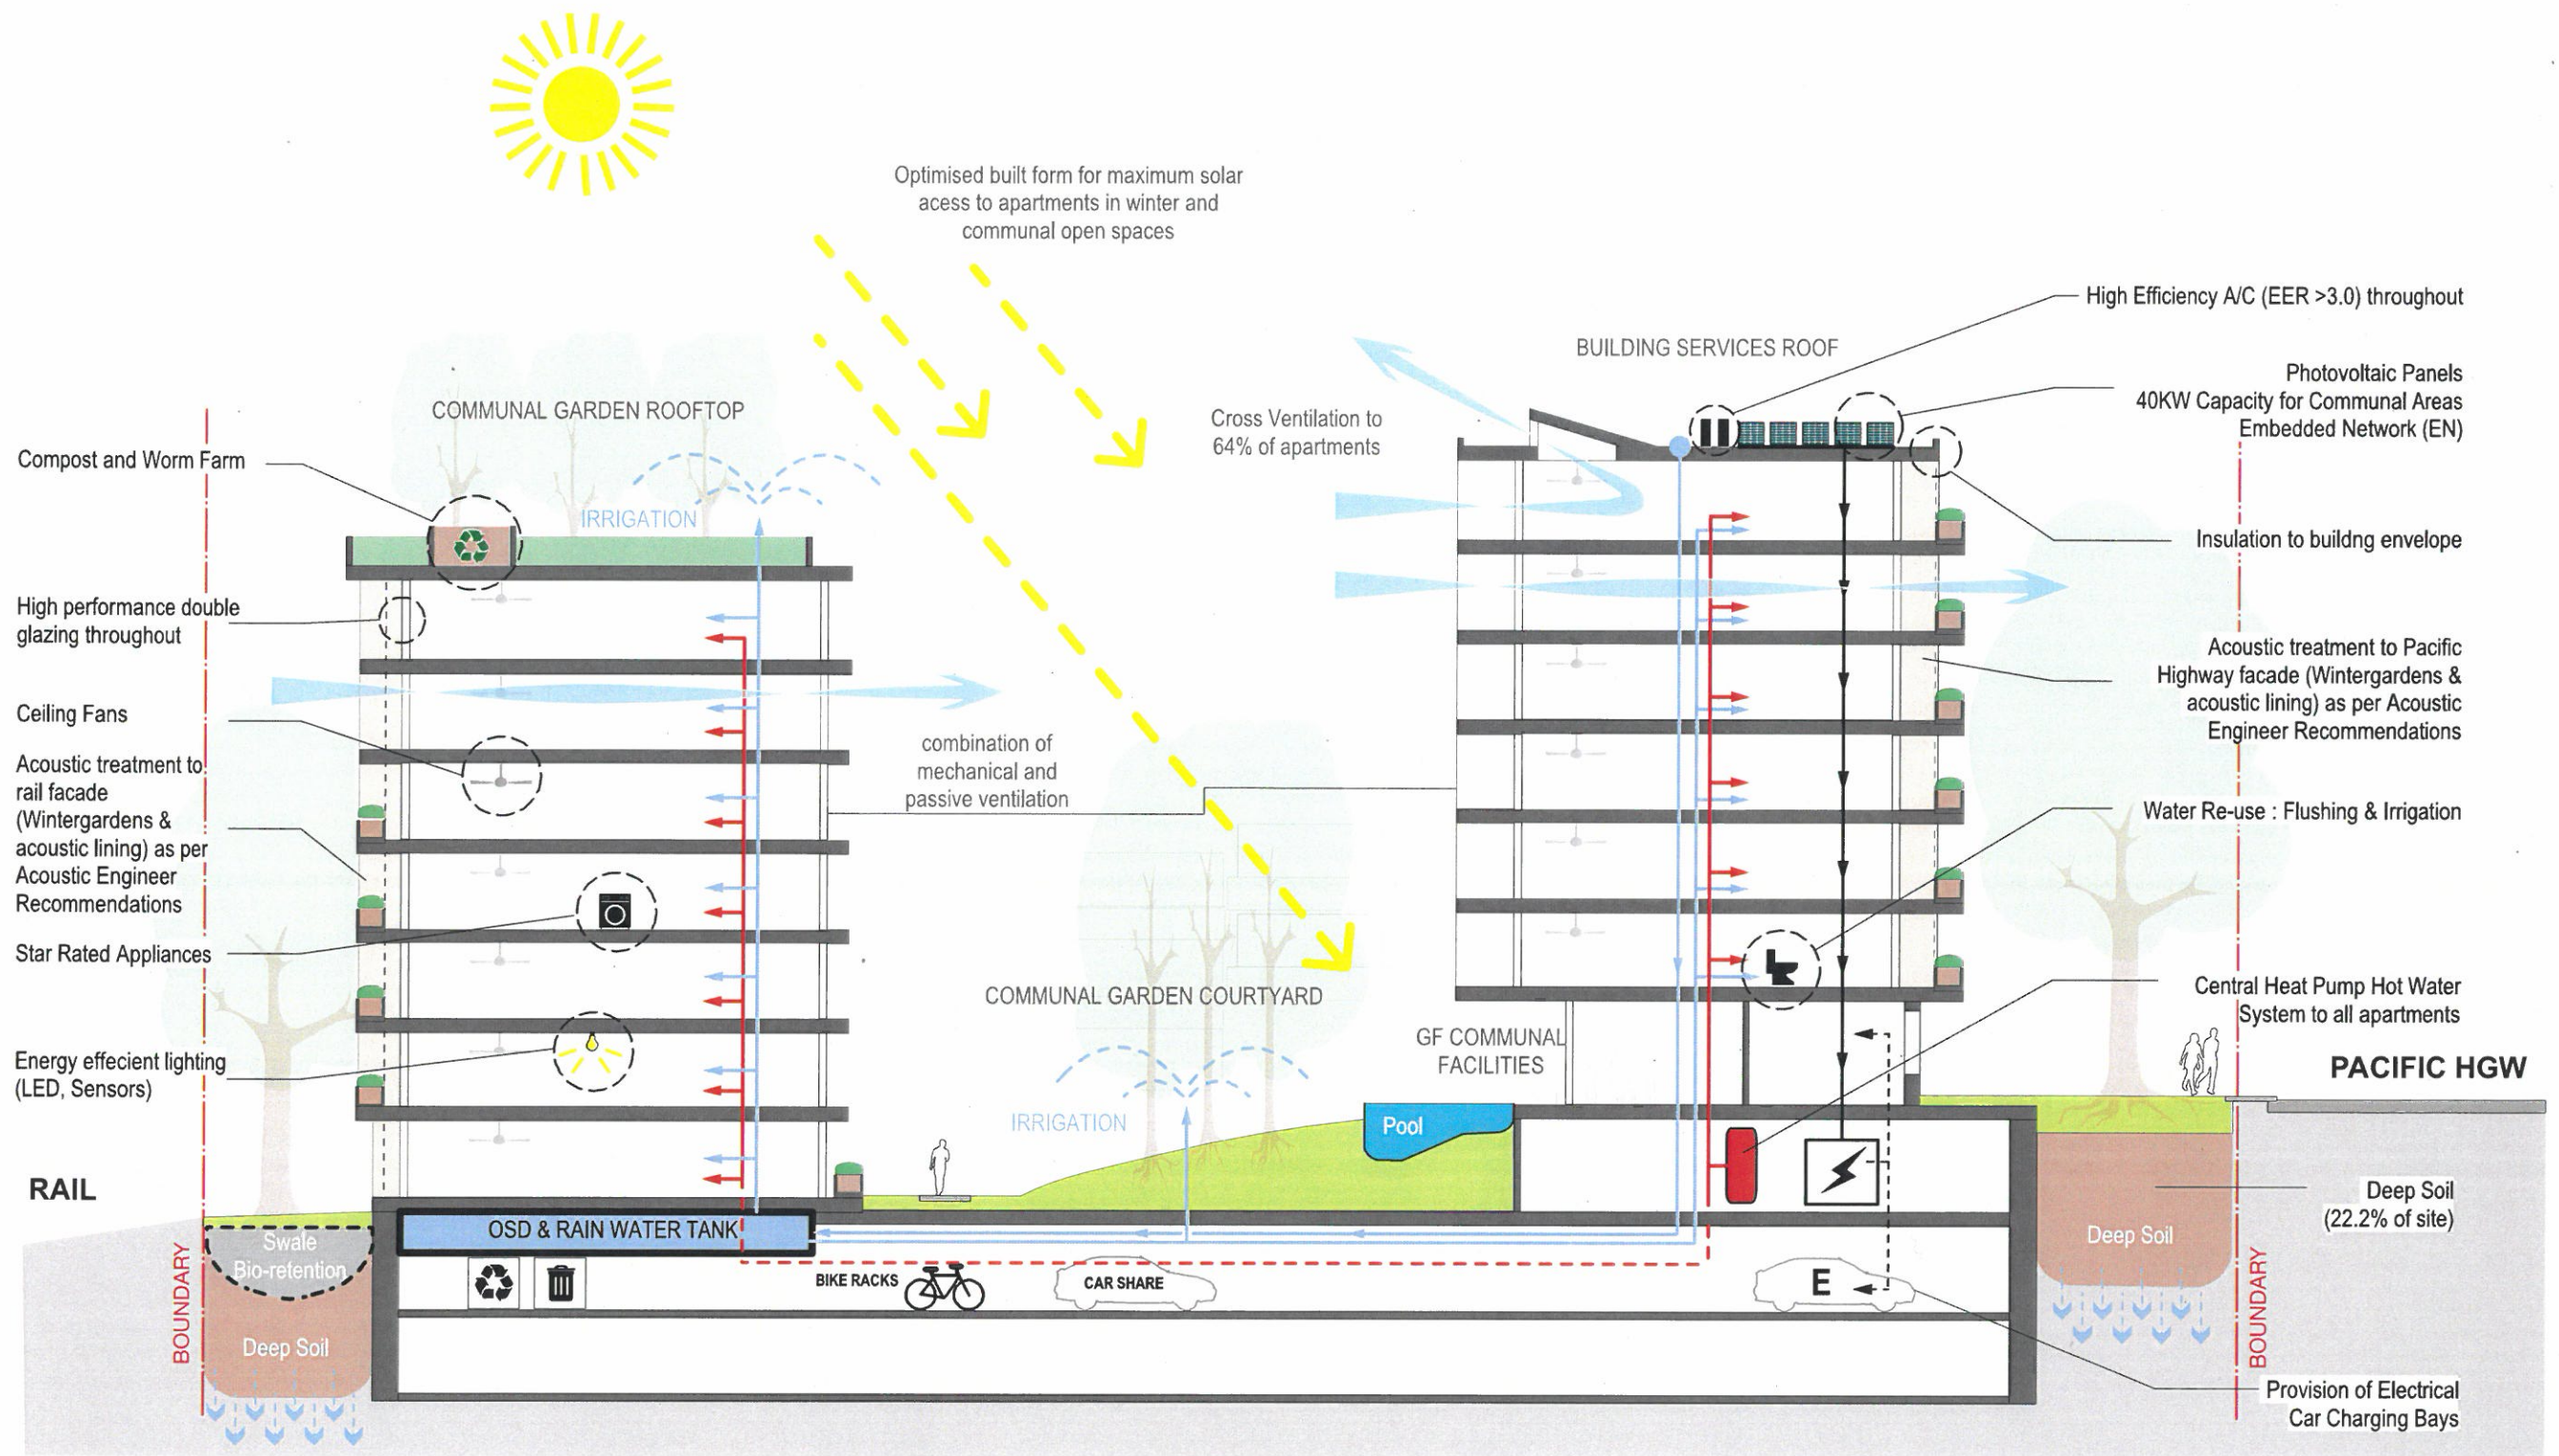 Optimised built form for maximum solar
acess to apartments in winter and
communal open spaces
High Efficiency A/C (EER >3.0) throughout
BUILDING SERVICES ROOF
Photovoltaic Panels
40KW Capacity for Communal Areas
Embedded Network (EN)
COMMUNAL GARDEN ROOFTOP
Cross Ventilation to
64% of apartments
Compost and Worm Farm
IRRIGATION
Insulation to buildng envelope
High performance double
glazing throughout
Acoustic treatment to Pacific
Highway facade (Wintergardens &
acoustic lining) as per Acoustic
Engineer Recommendations
Ceiling Fans
combination of
mechanical and
passive ventilation
Acoustic treatment to
rail facade
(Wintergardens &
acoustic lining) as per
Acoustic Engineer
Recommendations
Water Re-use : Flushing & Irrigation
Star Rated Appliances
COMMUNAL GARDEN COURTYARD
Central Heat Pump Hot Water
System to all apartments
GF COMMUNAL
FACILITIES
Energy effecient lighting
(LED, Sensors)
PACIFIC HGW
IRRIGATION
Pool
RAIL
Deep Soil
(22.2% of site)
OSD & RAIN WATER TANK
Deep Soil
Swale
Bio-retention
BIKE RACKS
CAR SHARE
E
BOUNDARY
BOUNDARY
Deep Soil
Provision of Electrical
Car Charging Bays